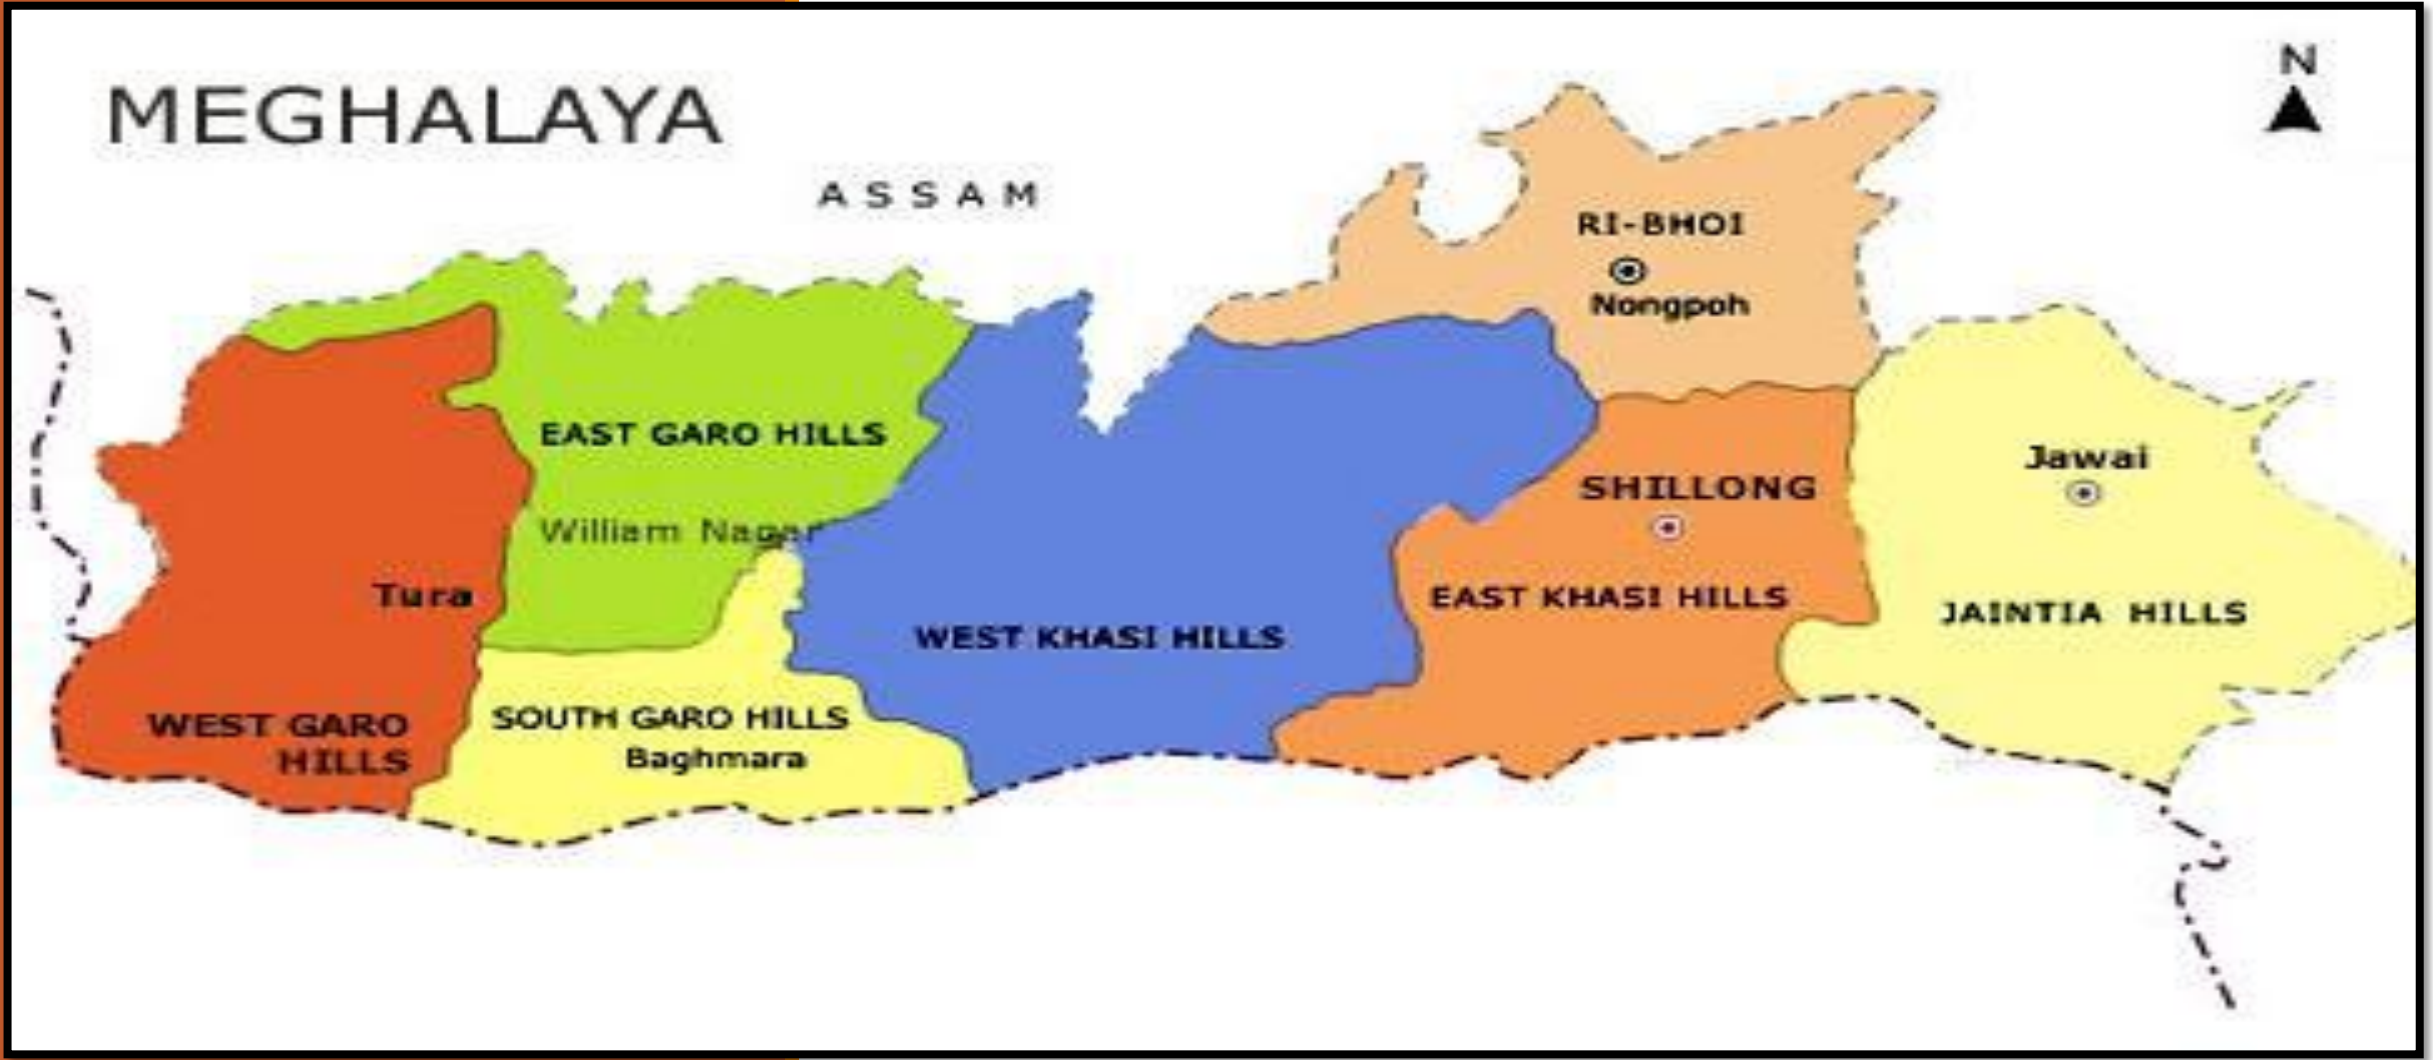 N
MEGHALAYA
ASSAM
RI-BHOI
Nongpoh
EAST GARO HILLS
Jawai
SHILLONG
William Nagar
Tura
EAST KHASI HILLS
JAINTIA HILLS
WEST KHASI HILLS
WEST GARO
HILLS
SOUTH GARO HILLS
Baghmara